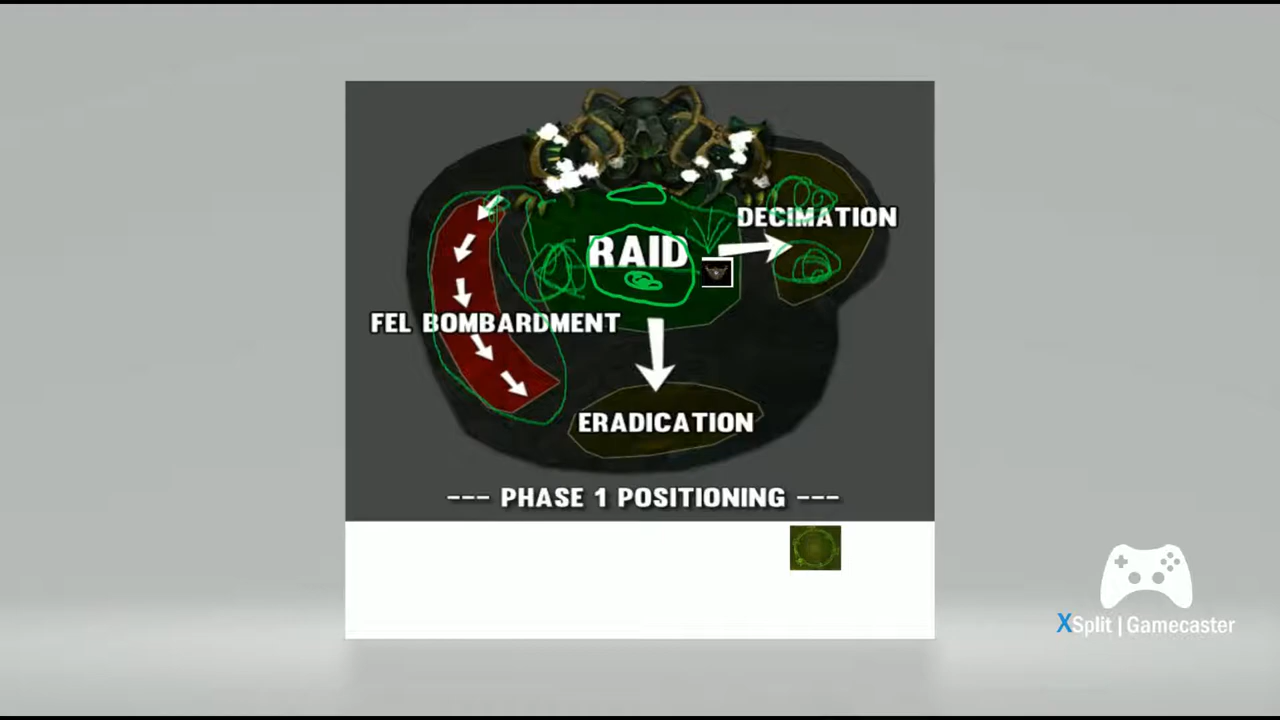 DECIMATION
RAID
FEL BOMBARDMENT
ERADICATION
--- PHASE 1 POSITIONING ---
XSplit | Gamecaster